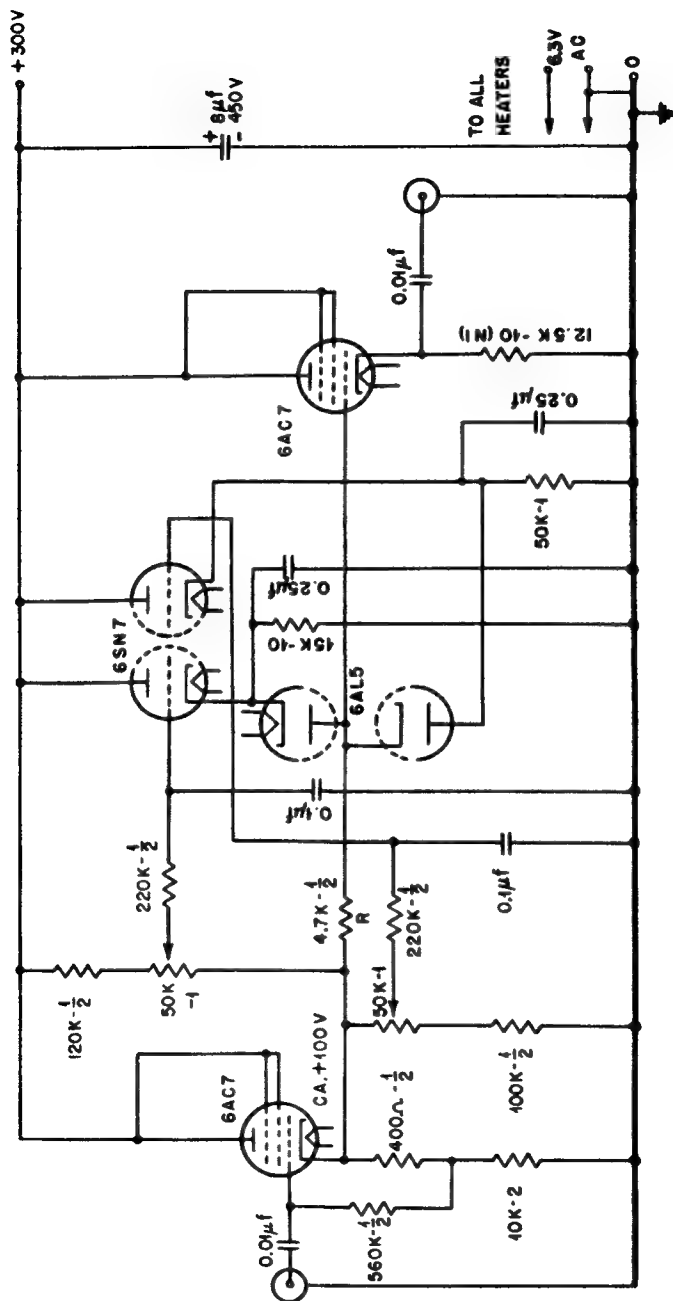 +300V
6AC7
0.01µf
560K-½
CA.+100V
400Ω-½
10K-2
120K-½
50K
-1
220K-½
4.7K-½
R
50K-1
220K-½
100K-½
0.1µf
0.1µf
6SN7
6AL5
0.25µf
15K-10
6AC7
50K-1
0.25µf
12.5K-10 (NI)
0.01µf
+ 8µf
- 450V
TO ALL
HEATERS
6.3V
AC
0